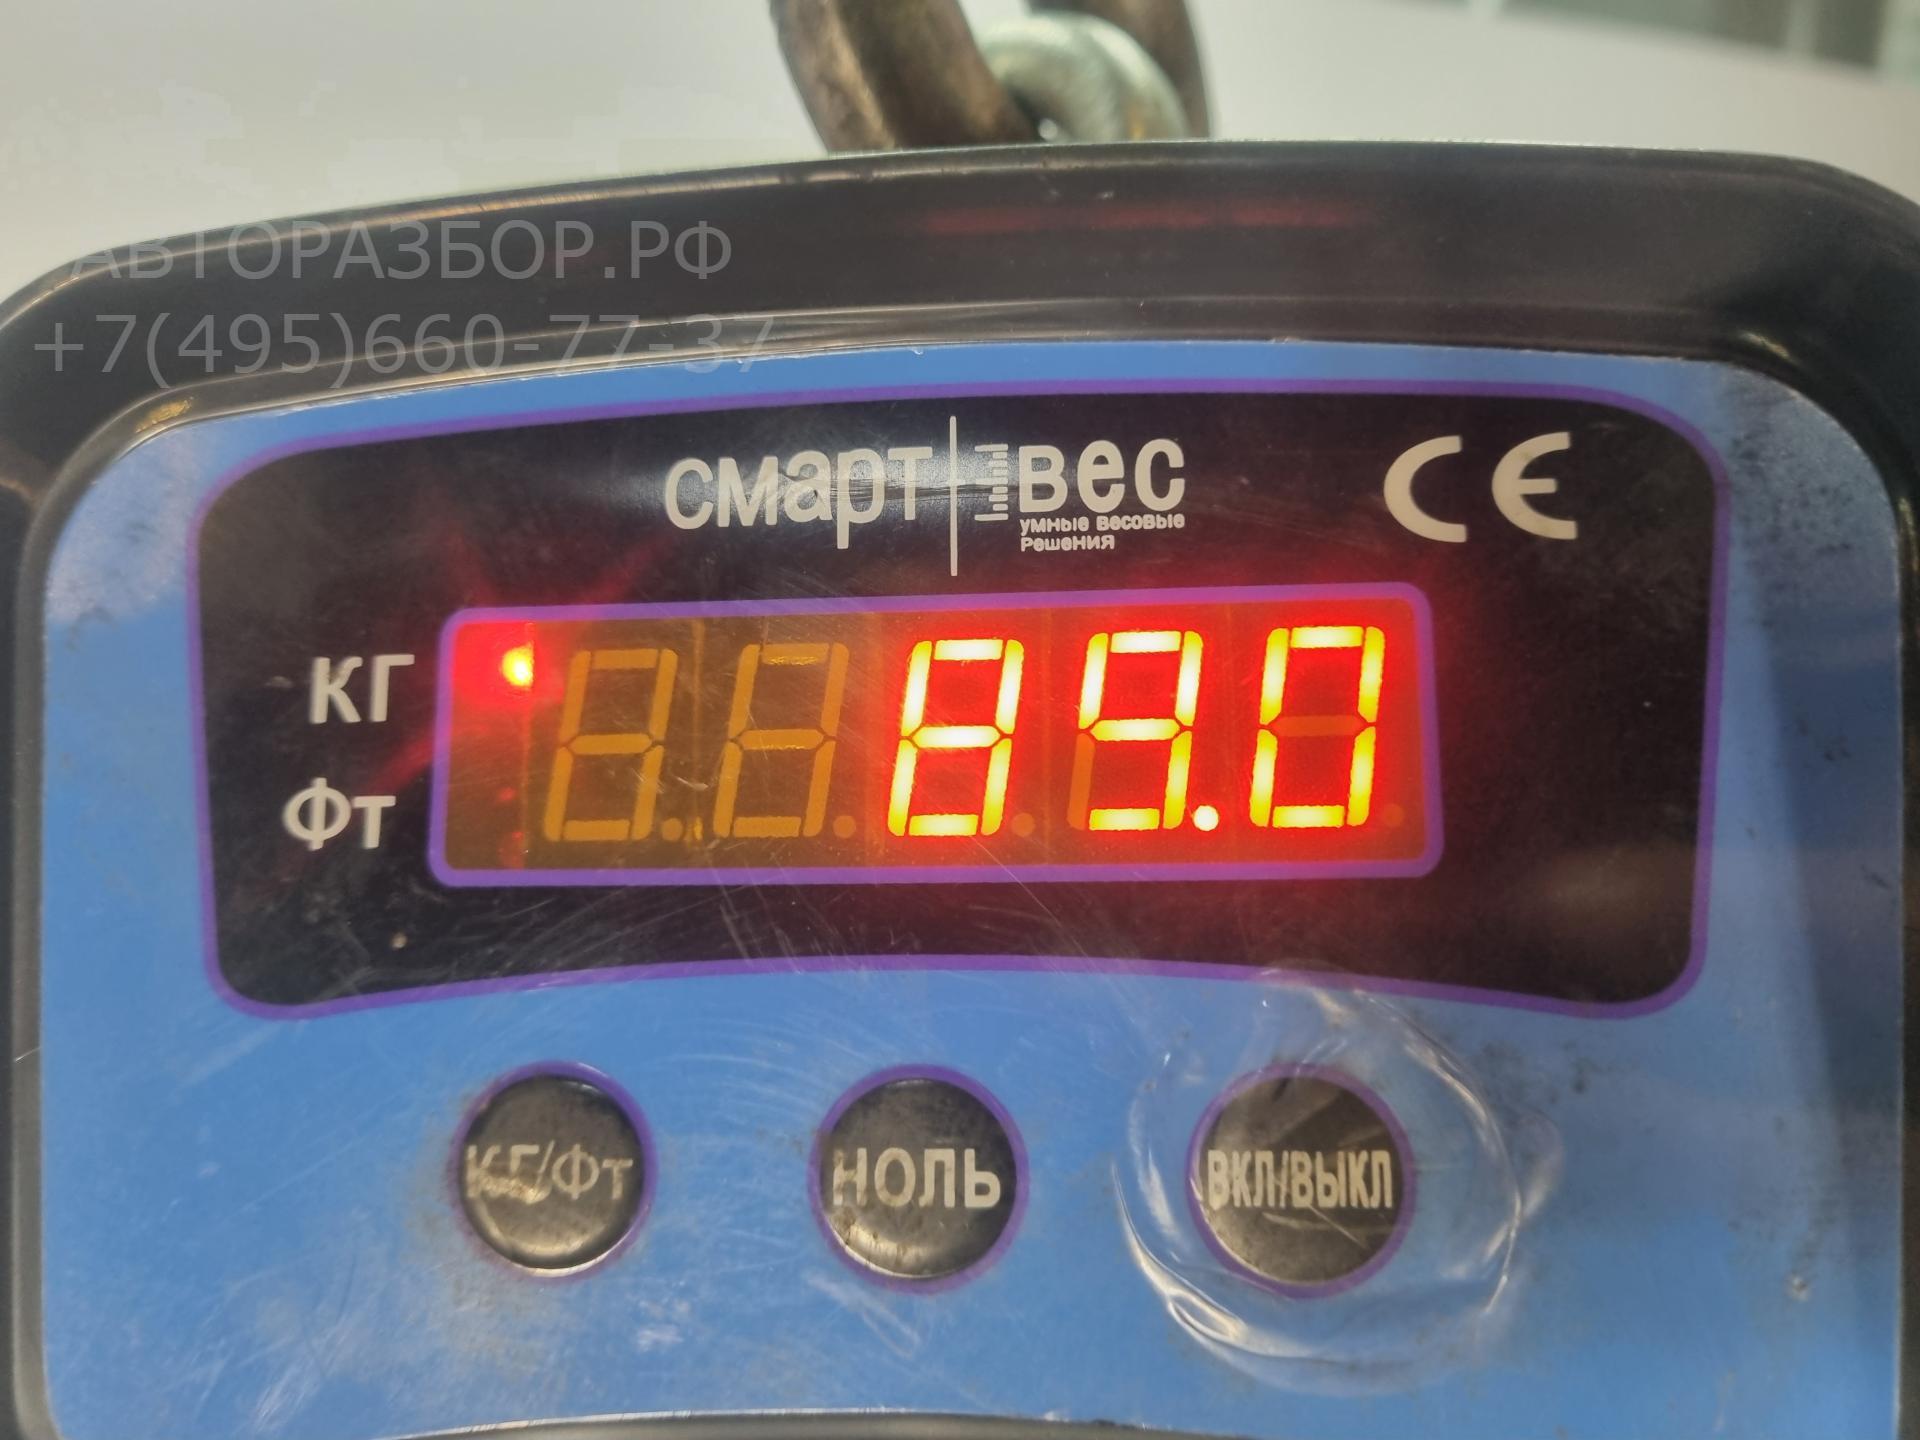 АВТОРАЗБОР.РФ
+7(495)660-77-37
смарт вес
умные весовые
решения
CE
КГ
89.0
Фт
КГ/ФТ
НОЛЬ
ВКЛ/ВЫКЛ